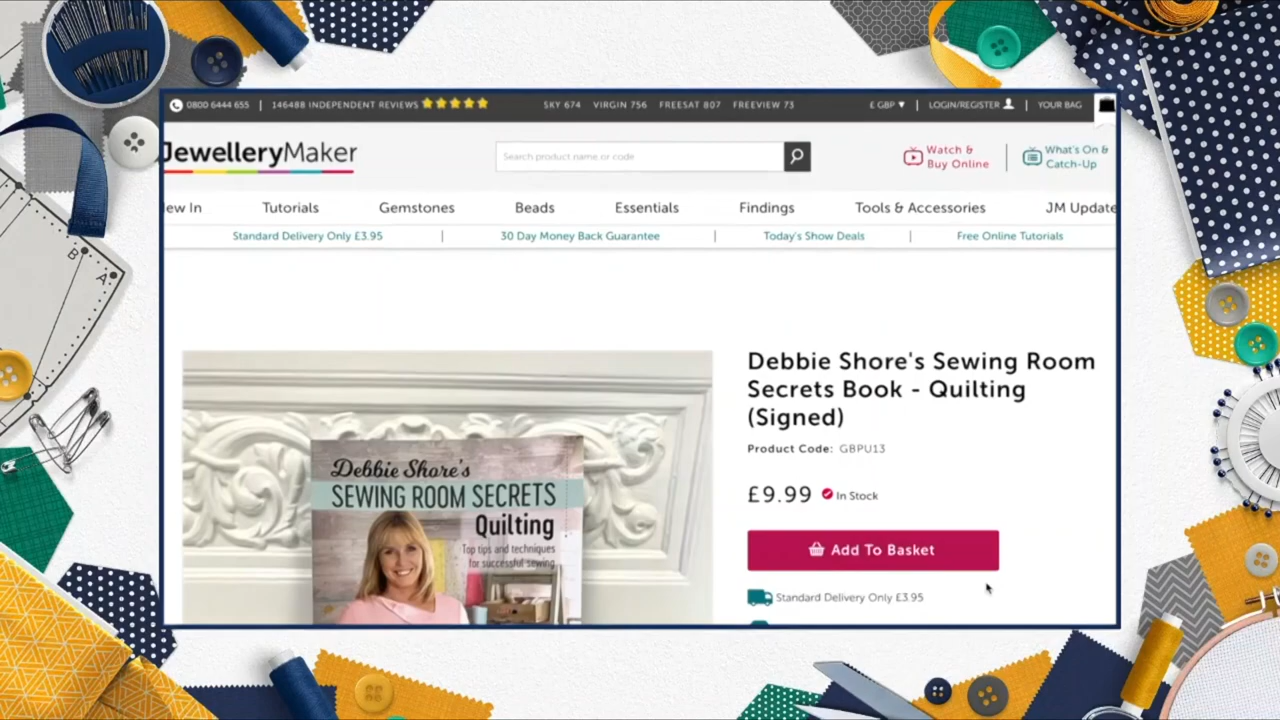 0800 6444 655 | 146488 INDEPENDENT REVIEWS SKY 674 VIRGIN 756 FREESAT 807 FREEVIEW 73 £ GBP ▼ | LOGIN/REGISTER | YOUR BAG
JewelleryMaker
Search product name or code
Watch & Buy Online
What's On & Catch-Up
ew In Tutorials Gemstones Beads Essentials Findings Tools & Accessories JM Update
Standard Delivery Only £3.95 | 30 Day Money Back Guarantee | Today's Show Deals | Free Online Tutorials
Debbie Shore's Sewing Room
Secrets Book - Quilting
(Signed)
Product Code: GBPU13
£9.99 In Stock
Add To Basket
Standard Delivery Only £3.95
Debbie Shore's
SEWING ROOM SECRETS
Quilting
Top tips and techniques
for successful sewing
B
A